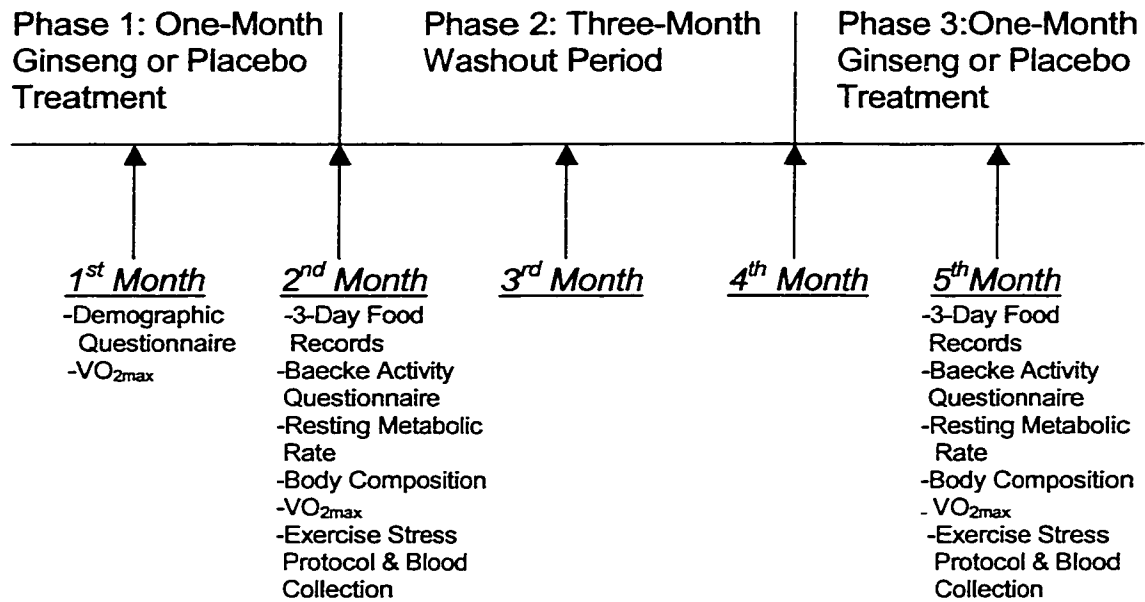 Phase 1: One-Month
Ginseng or Placebo
Treatment
Phase 2: Three-Month
Washout Period
Phase 3:One-Month
Ginseng or Placebo
Treatment
1st Month
-Demographic
Questionnaire
-VO2max
2nd Month
-3-Day Food
Records
-Baecke Activity
Questionnaire
-Resting Metabolic
Rate
-Body Composition
-VO2max
-Exercise Stress
Protocol & Blood
Collection
3rd Month
4th Month
5th Month
-3-Day Food
Records
-Baecke Activity
Questionnaire
-Resting Metabolic
Rate
-Body Composition
- VO2max
-Exercise Stress
Protocol & Blood
Collection